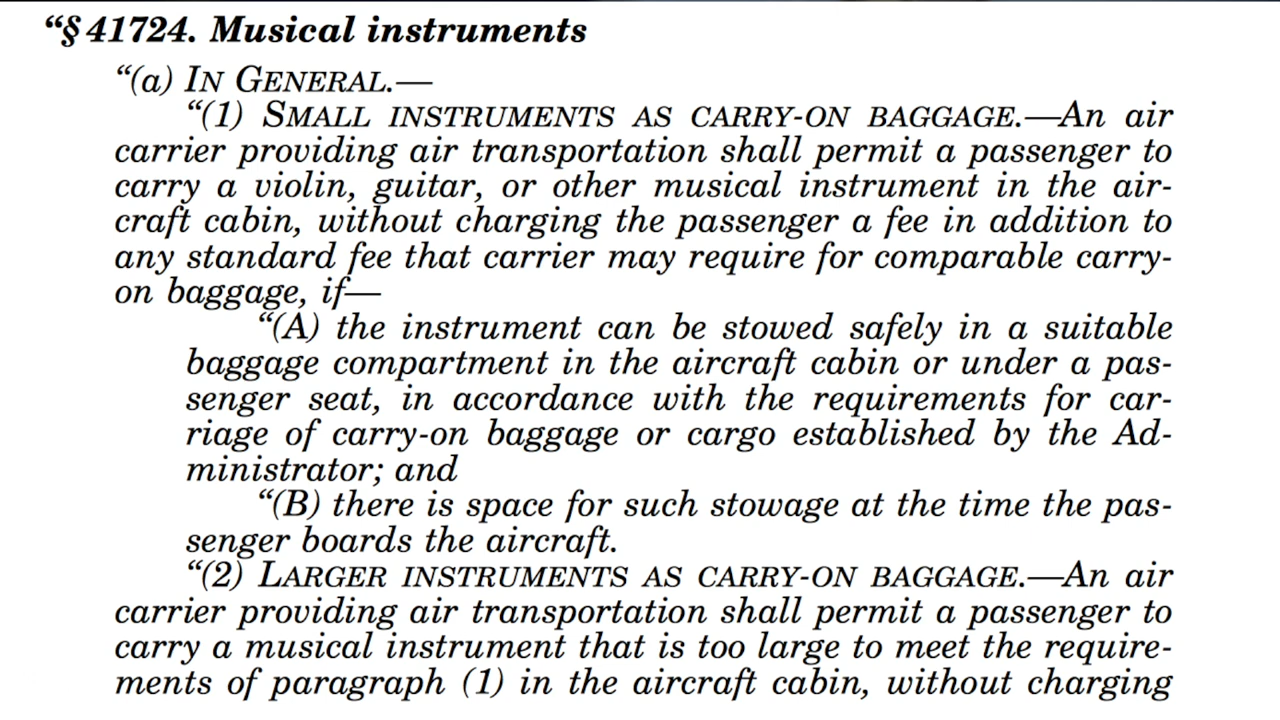 “§ 41724. Musical instruments
“(a) IN GENERAL.—
“(1) SMALL INSTRUMENTS AS CARRY-ON BAGGAGE.—An air
carrier providing air transportation shall permit a passenger to
carry a violin, guitar, or other musical instrument in the air-
craft cabin, without charging the passenger a fee in addition to
any standard fee that carrier may require for comparable carry-
on baggage, if—
“(A) the instrument can be stowed safely in a suitable
baggage compartment in the aircraft cabin or under a pas-
senger seat, in accordance with the requirements for car-
riage of carry-on baggage or cargo established by the Ad-
ministrator; and
“(B) there is space for such stowage at the time the pas-
senger boards the aircraft.
“(2) LARGER INSTRUMENTS AS CARRY-ON BAGGAGE.—An air
carrier providing air transportation shall permit a passenger to
carry a musical instrument that is too large to meet the require-
ments of paragraph (1) in the aircraft cabin, without charging